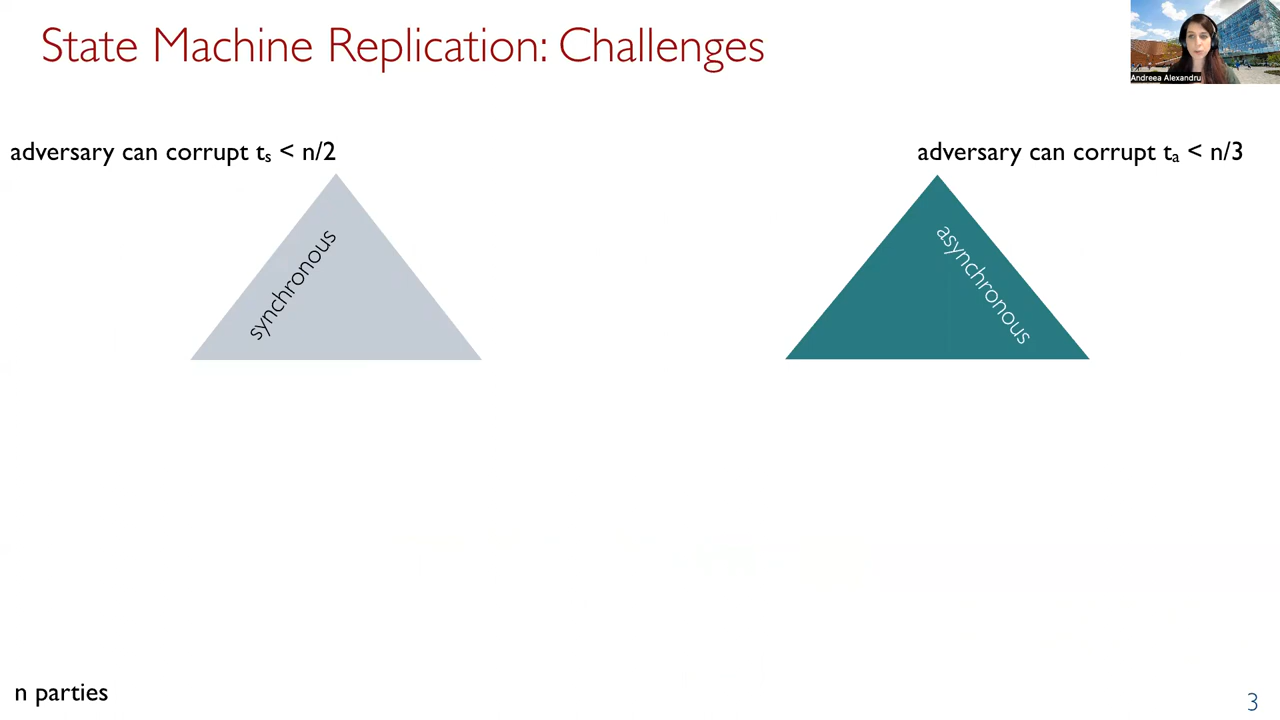 State Machine Replication: Challenges
Andreea Alexandru
adversary can corrupt tₛ < n/2
adversary can corrupt tₐ < n/3
synchronous
asynchronous
n parties
3